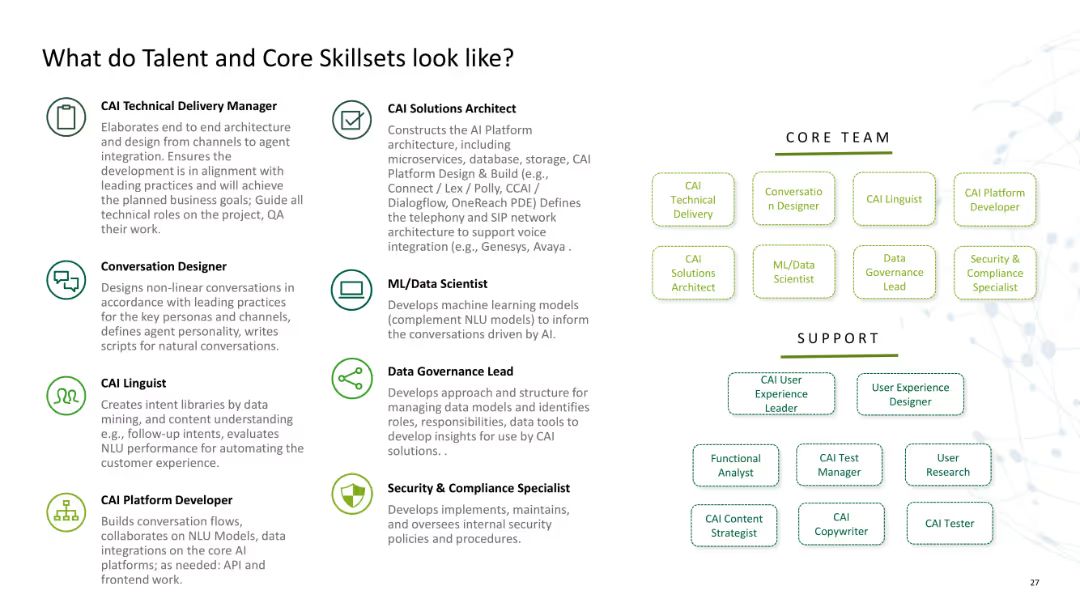 What do Talent and Core Skillsets look like?
CAI Technical Delivery Manager
Elaborates end to end architecture
and design from channels to agent
integration. Ensures the
development is in alignment with
leading practices and will achieve
the planned business goals; Guide all
technical roles on the project, QA
their work.
Conversation Designer
Designs non-linear conversations in
accordance with leading practices
for the key personas and channels,
defines agent personality, writes
scripts for natural conversations.
CAI Linguist
Creates intent libraries by data
mining, and content understanding
e.g., follow-up intents, evaluates
NLU performance for automating the
customer experience.
CAI Platform Developer
Builds conversation flows,
collaborates on NLU Models, data
integrations on the core AI
platforms; as needed: API and
frontend work.
CAI Solutions Architect
Constructs the AI Platform
architecture, including
microservices, database, storage, CAI
Platform Design & Build (e.g.,
Connect / Lex / Polly, CCAI /
Dialogflow, OneReach PDE) Defines
the telephony and SIP network
architecture to support voice
integration (e.g., Genesys, Avaya .
ML/Data Scientist
Develops machine learning models
(complement NLU models) to inform
the conversations driven by AI.
Data Governance Lead
Develops approach and structure for
managing data models and identifies
roles, responsibilities, data tools to
develop insights for use by CAI
solutions. .
Security & Compliance Specialist
Develops implements, maintains,
and oversees internal security
policies and procedures.
CORE TEAM
CAI
Technical
Delivery
Conversatio
n Designer
CAI Linguist
CAI Platform
Developer
CAI
Solutions
Architect
ML/Data
Scientist
Data
Governance
Lead
Security &
Compliance
Specialist
SUPPORT
CAI User
Experience
Leader
User Experience
Designer
Functional
Analyst
CAI Test
Manager
User
Research
CAI Content
Strategist
CAI
Copywriter
CAI Tester
27